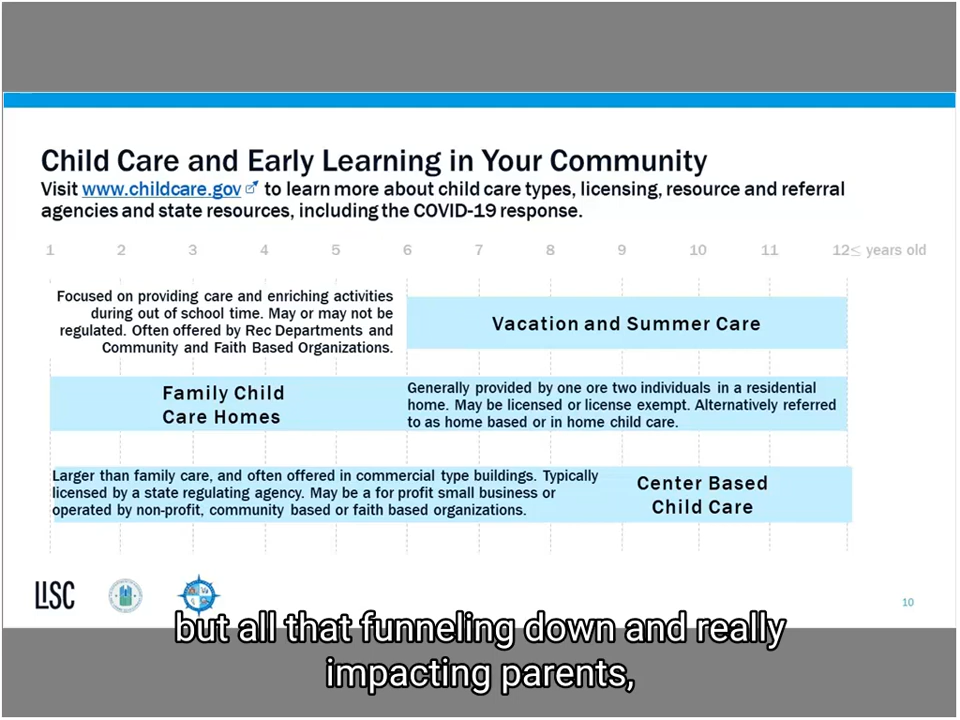 Child Care and Early Learning in Your Community
Visit www.childcare.gov to learn more about child care types, licensing, resource and referral
agencies and state resources, including the COVID-19 response.
1 2 3 4 5 6 7 8 9 10 11 12≤ years old
Focused on providing care and enriching activities
during out of school time. May or may not be
regulated. Often offered by Rec Departments and
Community and Faith Based Organizations.
Vacation and Summer Care
Family Child
Care Homes
Generally provided by one ore two individuals in a residential
home. May be licensed or license exempt. Alternatively referred
to as home based or in home child care.
Larger than family care, and often offered in commercial type buildings. Typically
licensed by a state regulating agency. May be a for profit small business or
operated by non-profit, community based or faith based organizations.
Center Based
Child Care
LISC
10
but all that funneling down and really
impacting parents,